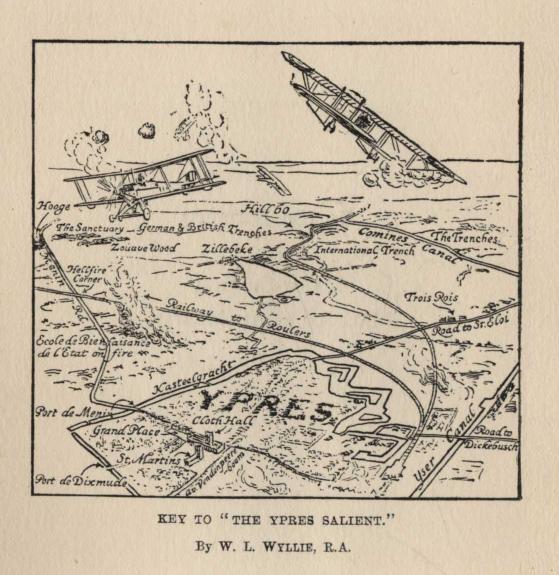 Hooge
Hill 60
The Sanctuary
German & British Trenches
Zouave Wood
Zillebeke
Comines Canal
The Trenches
International Trench
Hellfire
Corner
Trois Rois
Railway
Roulers
Road to St. Eloi
Ecole de Bienfaisance
de l'Etat on fire
Kasteelgracht
YPRES
Port de Menin
Grand Place
Cloth Hall
St. Martins
Port de Dixmude
Yser Canal
Road to
Dickebusch
KEY TO "THE YPRES SALIENT."
By W. L. WYLLIE, R.A.